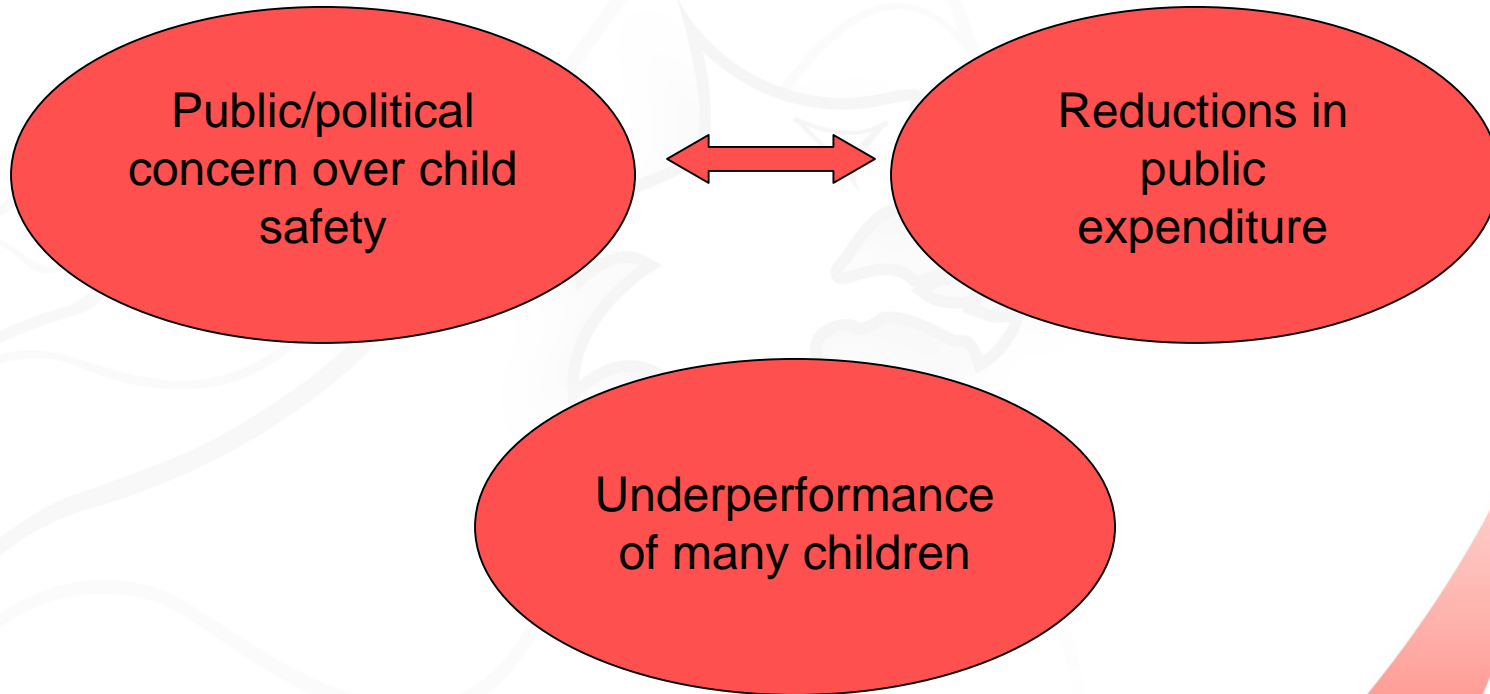 Public/political
concern over child
safety
Reductions in
public
expenditure
Underperformance
of many children